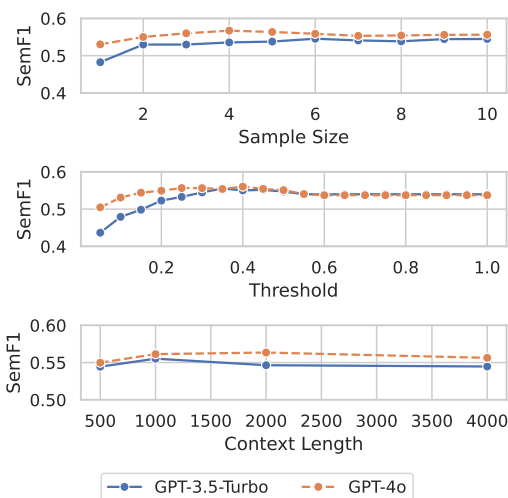 SemF1
0.6
0.5
0.4
2 4 6 8 10
Sample Size
SemF1
0.6
0.5
0.4
0.2 0.4 0.6 0.8 1.0
Threshold
SemF1
0.60
0.55
0.50
500 1000 1500 2000 2500 3000 3500 4000
Context Length
GPT-3.5-Turbo GPT-4o